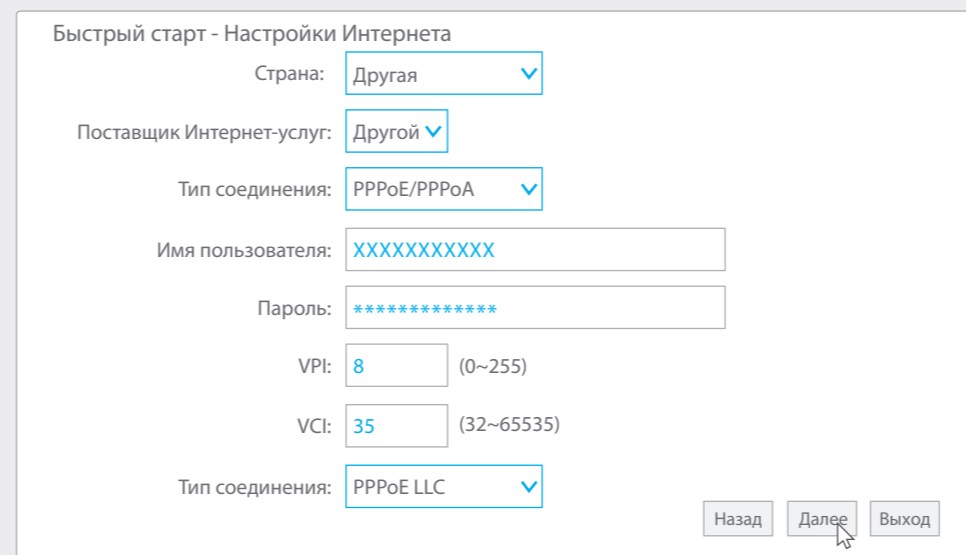 Быстрый старт - Настройки Интернета
Страна: Другая
Поставщик Интернет-услуг: Другой
Тип соединения: PPPoE/PPPoA
Имя пользователя: XXXXXXXXXXX
Пароль: *************
VPI: 8 (0~255)
VCI: 35 (32~65535)
Тип соединения: PPPoE LLC
Назад Далее Выход